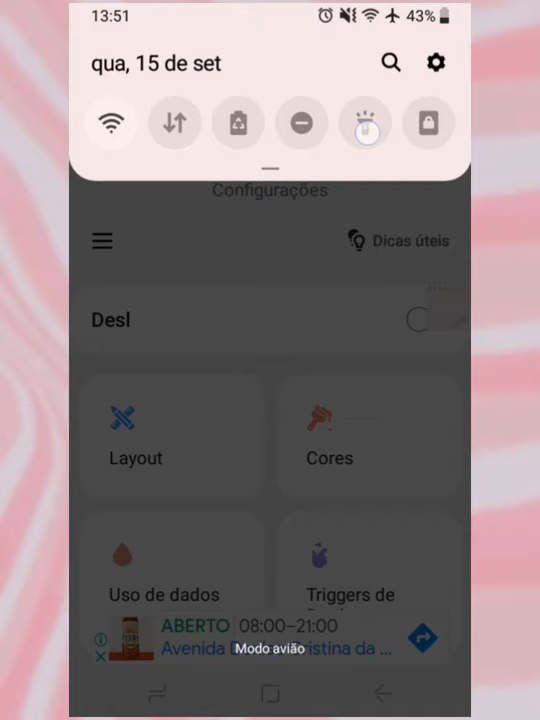 13:51
43%
qua, 15 de set
Configurações
Dicas úteis
Desl
Layout
Cores
Uso de dados
Triggers de
ABERTO 08:00–21:00
Avenida ristina da ...
Modo avião